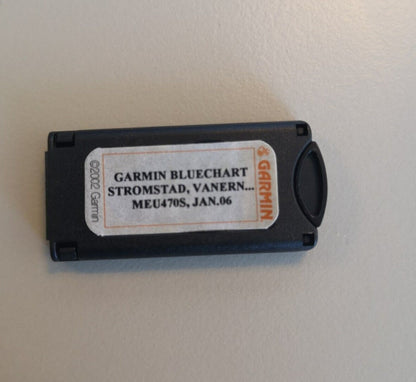 ©2002 Garmin
GARMIN BLUECHART
STROMSTAD, VANERN...
MEU470S, JAN.06
GARMIN